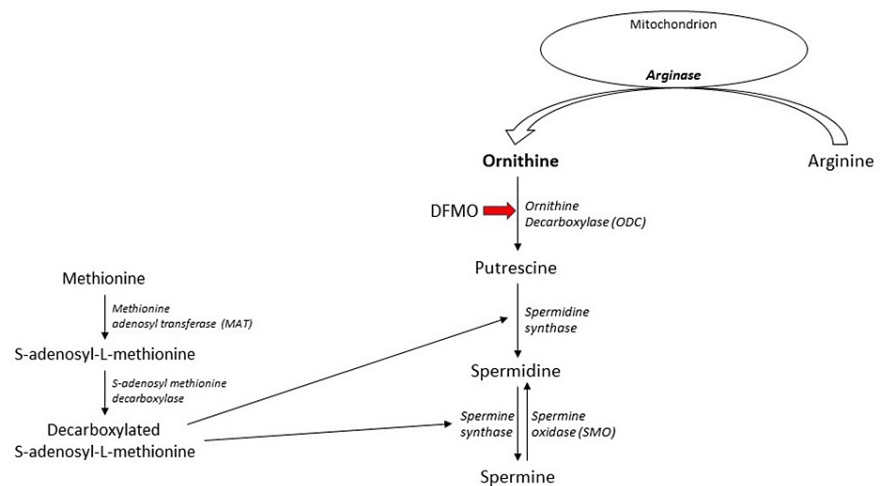 Mitochondrion
Arginase
Ornithine
Arginine
DFMO
Ornithine
Decarboxylase (ODC)
Putrescine
Methionine
Methionine
adenosyl transferase (MAT)
Spermidine
synthase
S-adenosyl-L-methionine
Spermidine
S-adenosyl methionine
decarboxylase
Decarboxylated
S-adenosyl-L-methionine
Spermine
synthase
Spermine
oxidase (SMO)
Spermine